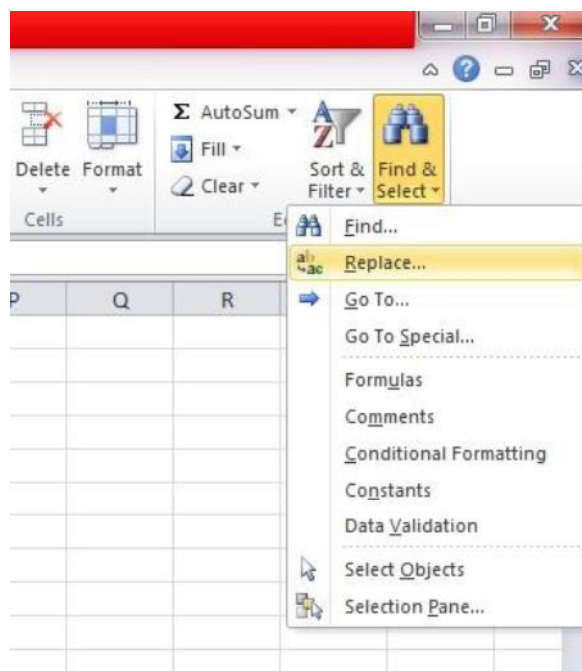 Σ AutoSum
Fill
Delete Format
Clear
Sort & Find &
Filter Select
Cells
Find...
Replace...
Go To...
Go To Special...
Formulas
Comments
Conditional Formatting
Constants
Data Validation
Select Objects
Selection Pane...
Q R